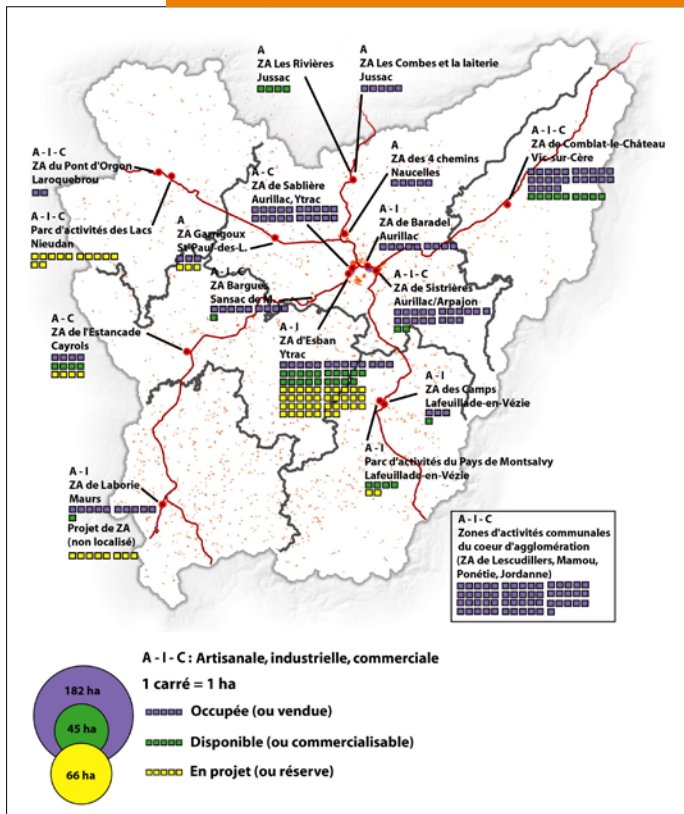 A
ZA Les Rivières
Jussac
A
ZA Les Combes et la laiterie
Jussac
A - I - C
ZA du Pont d'Orgon
Laroquebrou
A - C
ZA de Sablière
Aurillac, Ytrac
A
ZA des 4 chemins
Naucelles
A - I - C
ZA de Comblat-le-Château
Vic-sur-Cère
A - I - C
Parc d'activités des Lacs
Nieudan
A
ZA Garrigoux
St-Paul-des-L.
A - I
ZA de Baradel
Aurillac
A - I - C
ZA Bargues
Sansac de M.
A - I - C
ZA de Sistrières
Aurillac/Arpajon
A - C
ZA de l'Estancade
Cayrols
A - I
ZA d'Esban
Ytrac
A - I
ZA des Camps
Lafeuillade-en-Vézie
A - I
Parc d'activités du Pays de Montsalvy
Lafeuillade-en-Vézie
A - I
ZA de Laborie
Maurs
Projet de ZA
(non localisé)
A - I - C
Zones d'activités communales
du coeur d'agglomération
(ZA de Lescudillers, Mamou,
Ponétie, Jordanne)
A - I - C : Artisanale, industrielle, commerciale
1 carré = 1 ha
182 ha
Occupée (ou vendue)
45 ha
Disponible (ou commercialisable)
66 ha
En projet (ou réserve)